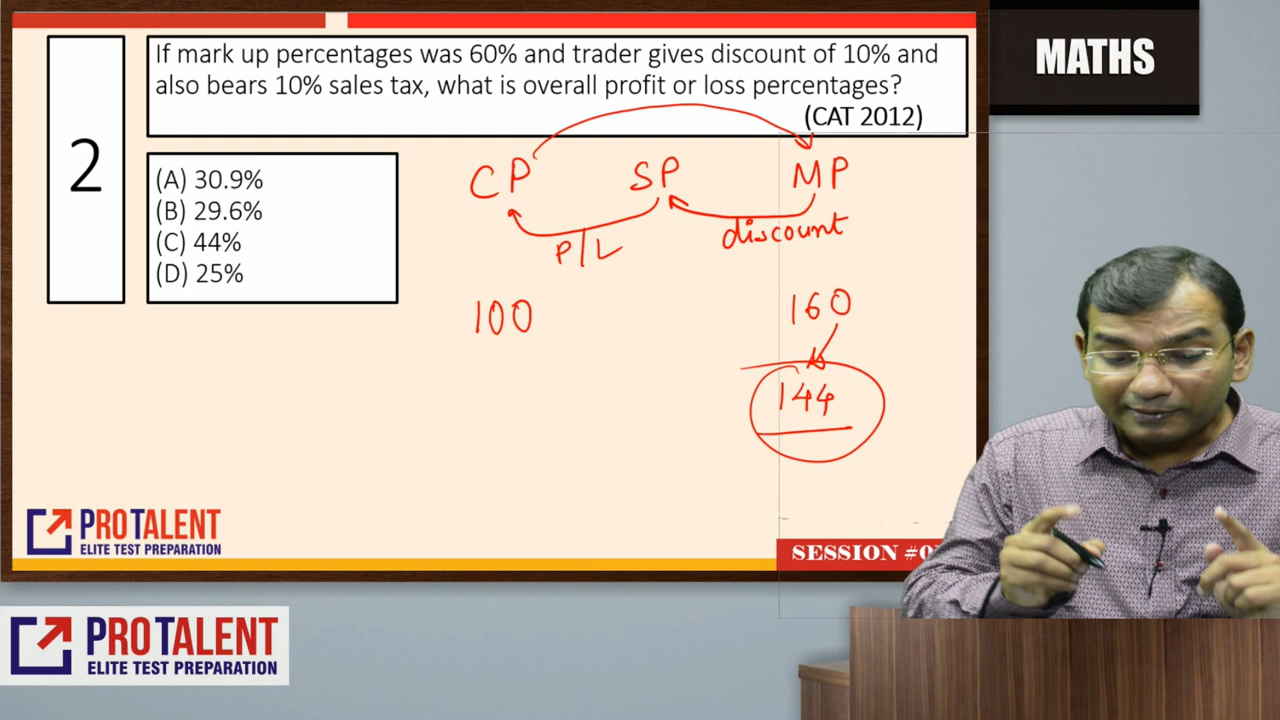 MATHS
2
If mark up percentages was 60% and trader gives discount of 10% and
also bears 10% sales tax, what is overall profit or loss percentages?
(CAT 2012)
(A) 30.9%
(B) 29.6%
(C) 44%
(D) 25%
CP SP MP
P/L discount
100 160
144
PROTALENT
ELITE TEST PREPARATION
SESSION
PROTALENT
ELITE TEST PREPARATION